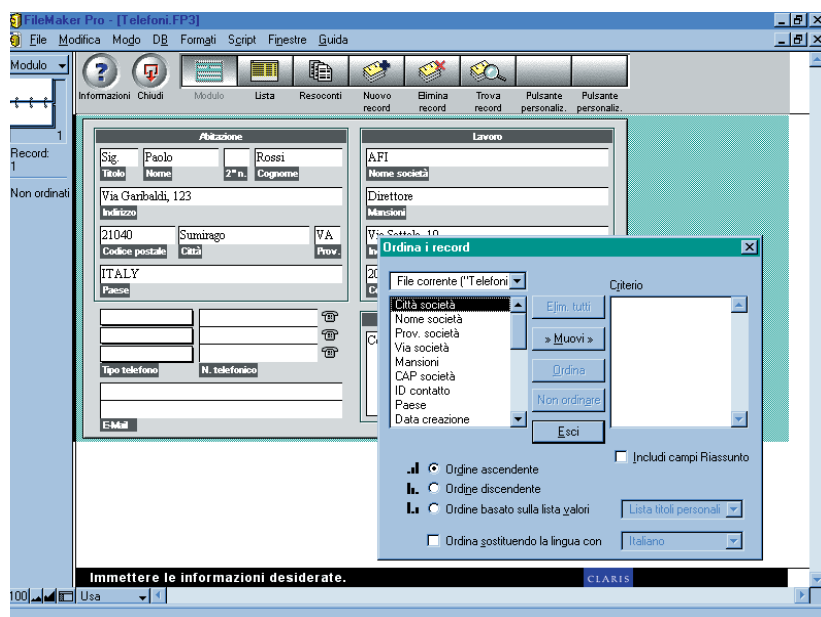 FileMaker Pro - [Telefoni.FP3]
File Modifica Modo DB Formati Script Finestre Guida
Modulo
Informazioni Chiudi Modulo Lista Resoconti Nuovo record Elimina record Trova record Pulsante personaliz. Pulsante personaliz.
1
Record:
1
Non ordinati
Abitazione
Sig. Paolo Rossi
Titolo Nome 2° n. Cognome
Via Garibaldi, 123
Indirizzo
21040 Sumirago VA
Codice postale Città Prov.
ITALY
Paese
Tipo telefono N. telefonico
E-Mail
Lavoro
AFI
Nome società
Direttore
Mansioni
Ordina i record
File corrente ("Telefoni
Criterio
Città società
Nome società
Prov. società
Via società
Mansioni
CAP società
ID contatto
Paese
Data creazione
Elim. tutti
» Muovi »
Ordina
Non ordinare
Esci
Includi campi Riassunto
Ordine ascendente
Ordine discendente
Ordine basato sulla lista valori Lista titoli personali
Ordina sostituendo la lingua con Italiano
Immettere le informazioni desiderate. CLARIS
100 Usa